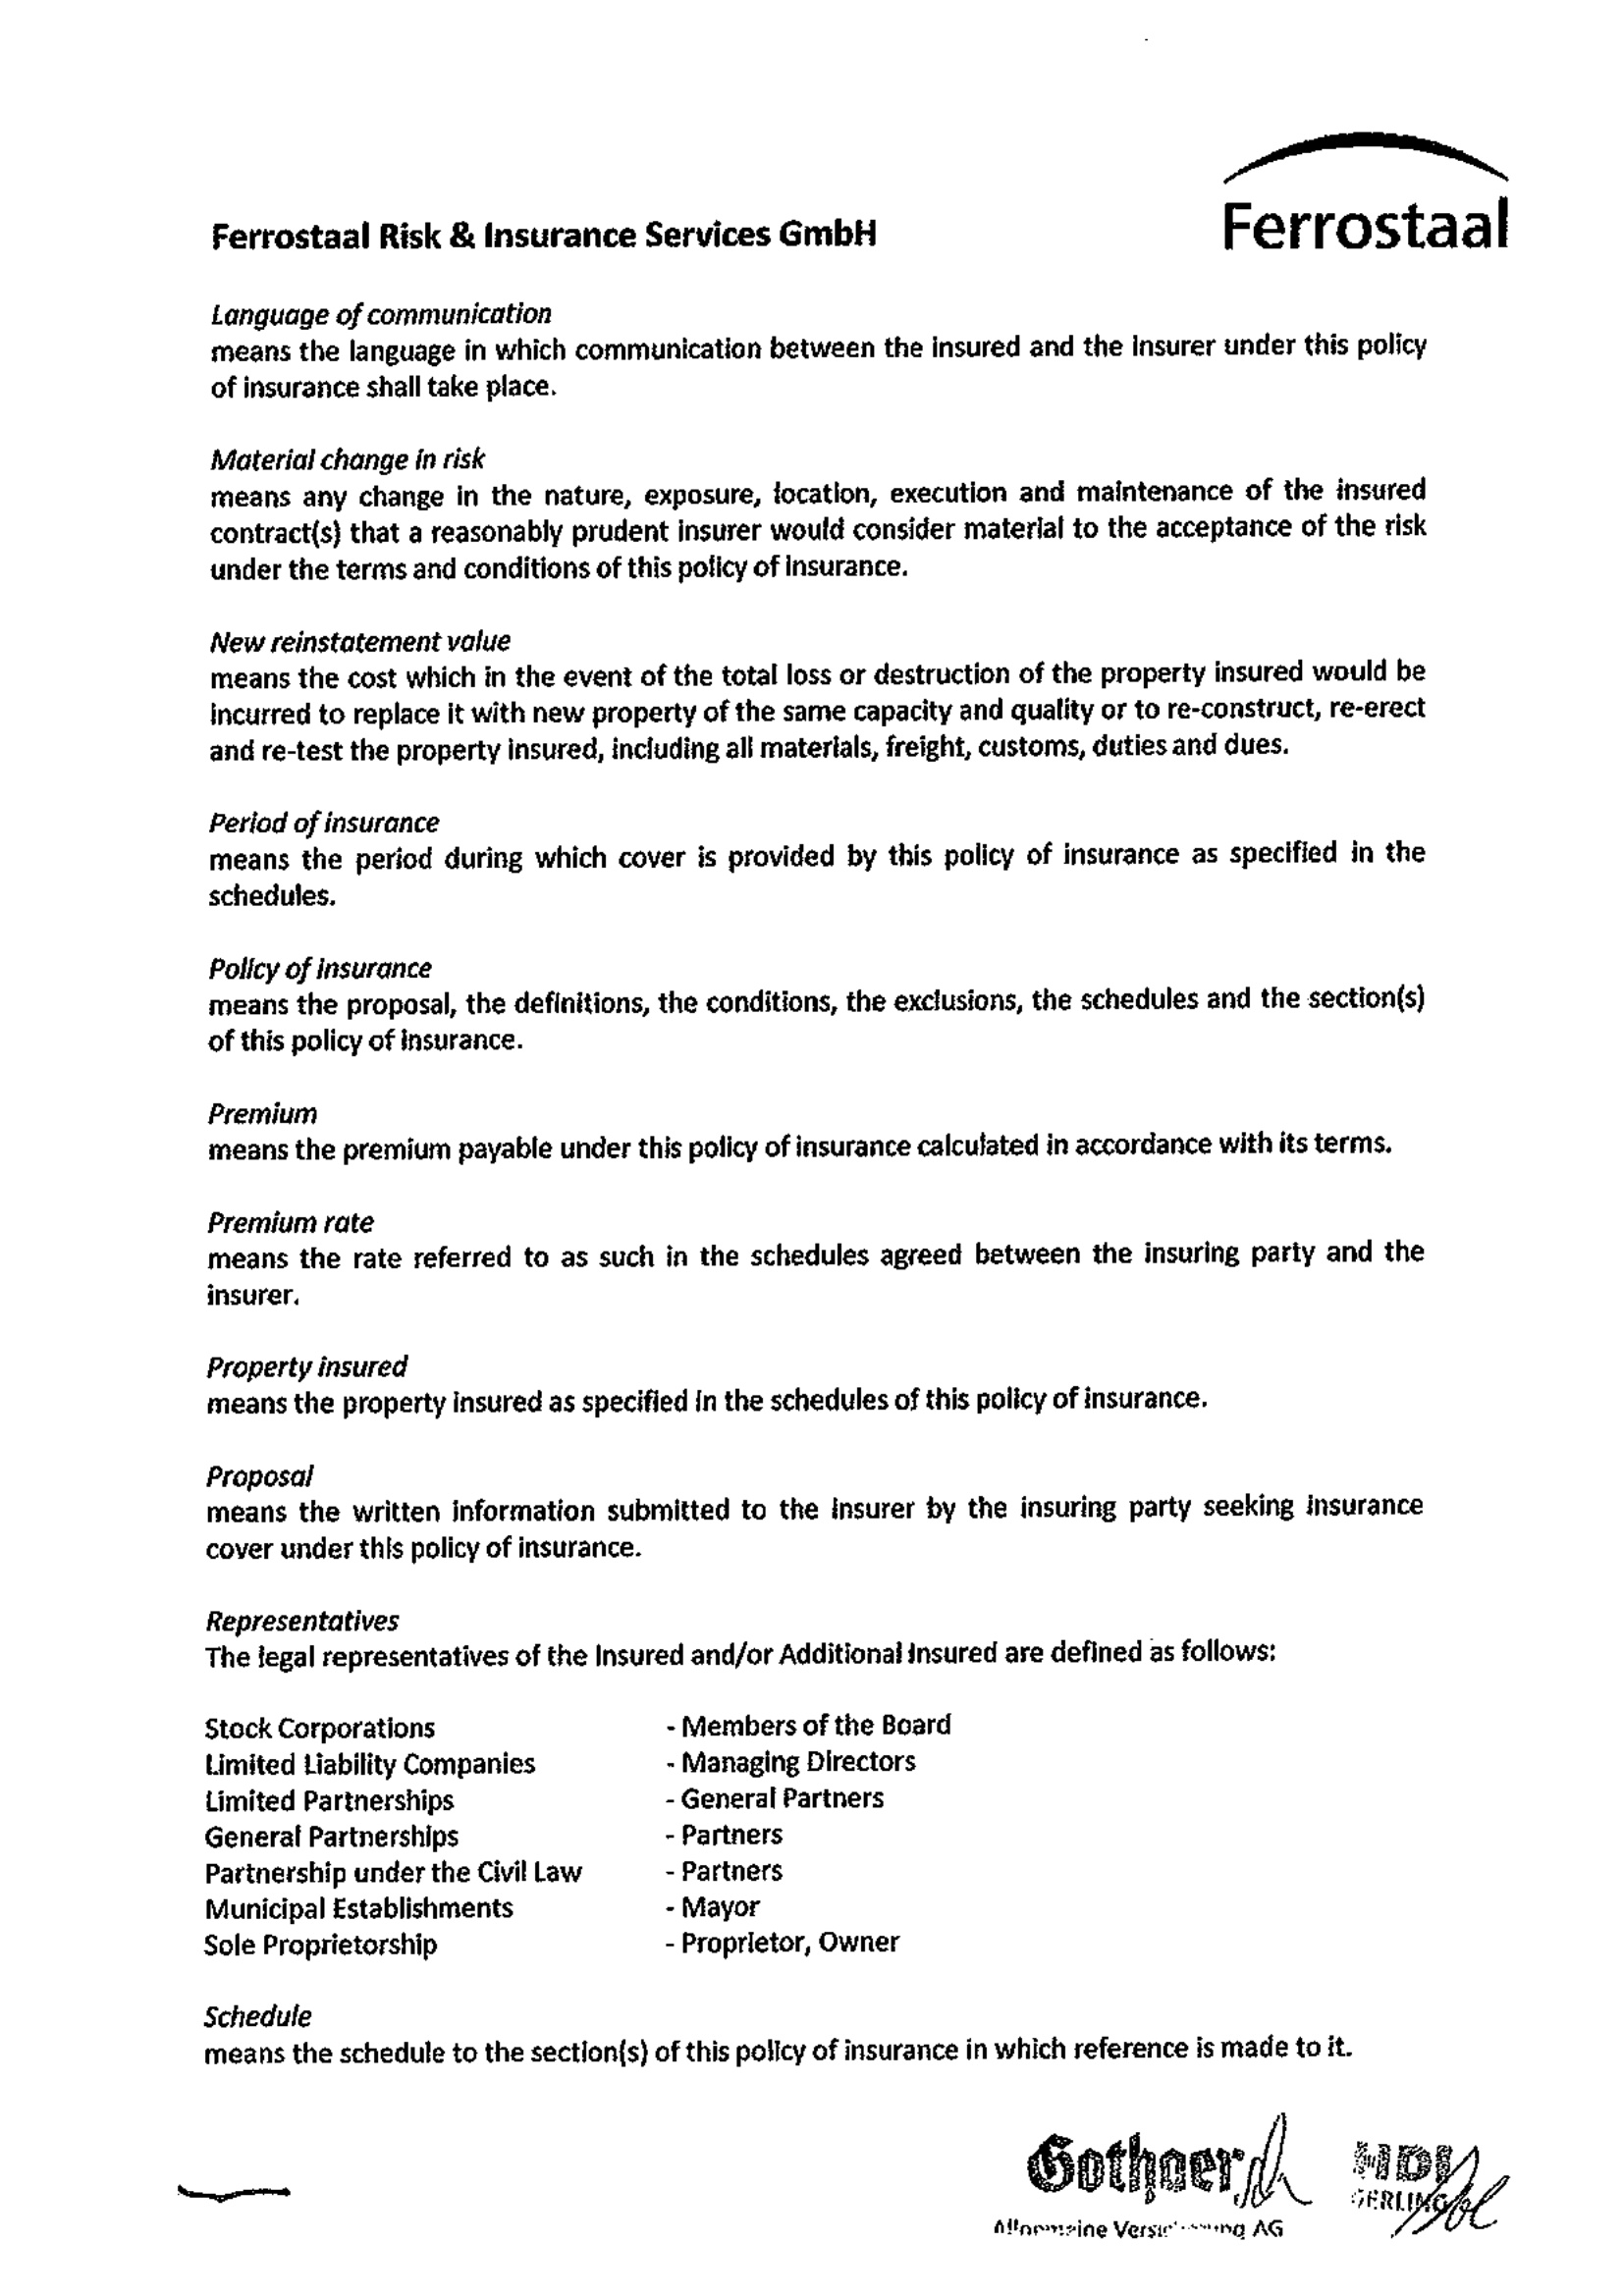 Ferrostaal
Ferrostaal Risk & Insurance Services GmbH
Language of communication
means the language in which communication between the insured and the insurer under this policy
of insurance shall take place.
Material change in risk
means any change in the nature, exposure, location, execution and maintenance of the insured
contract(s) that a reasonably prudent insurer would consider material to the acceptance of the risk
under the terms and conditions of this policy of insurance.
New reinstatement value
means the cost which in the event of the total loss or destruction of the property insured would be
incurred to replace it with new property of the same capacity and quality or to re-construct, re-erect
and re-test the property insured, including all materials, freight, customs, duties and dues.
Period of insurance
means the period during which cover is provided by this policy of insurance as specified in the
schedules.
Policy of insurance
means the proposal, the definitions, the conditions, the exclusions, the schedules and the section(s)
of this policy of insurance.
Premium
means the premium payable under this policy of insurance calculated in accordance with its terms.
Premium rate
means the rate referred to as such in the schedules agreed between the insuring party and the
insurer.
Property insured
means the property insured as specified in the schedules of this policy of insurance.
Proposal
means the written information submitted to the insurer by the insuring party seeking insurance
cover under this policy of insurance.
Representatives
The legal representatives of the Insured and/or Additional Insured are defined as follows:
Stock Corporations - Members of the Board
Limited Liability Companies - Managing Directors
Limited Partnerships - General Partners
General Partnerships - Partners
Partnership under the Civil Law - Partners
Municipal Establishments - Mayor
Sole Proprietorship - Proprietor, Owner
Schedule
means the schedule to the section(s) of this policy of insurance in which reference is made to it.
Gothaer HDI
GERLING
Allgemeine Versicherung AG